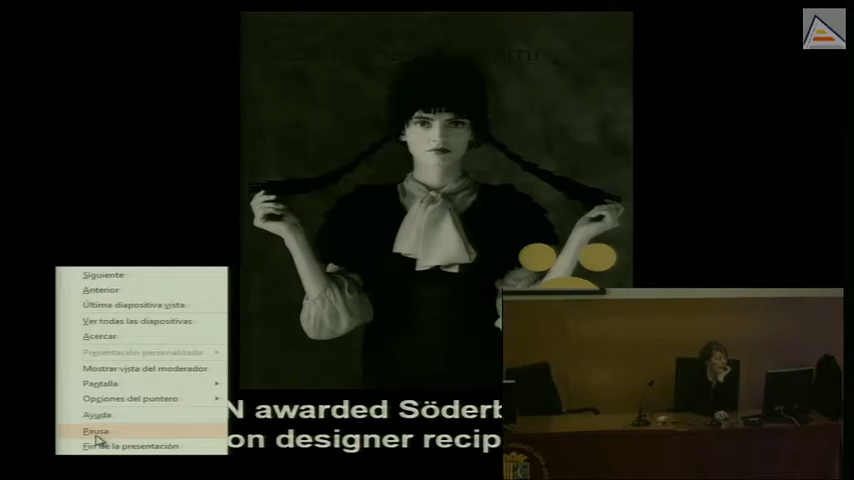 Siguiente
Anterior
Última diapositiva vista
Ver todas las diapositivas
Acercar
Presentación personalizada
Mostrar vista del moderador
Pantalla
Opciones del puntero
Ayuda
Pausa
Fin de la presentación
N awarded Söderb
on designer recip